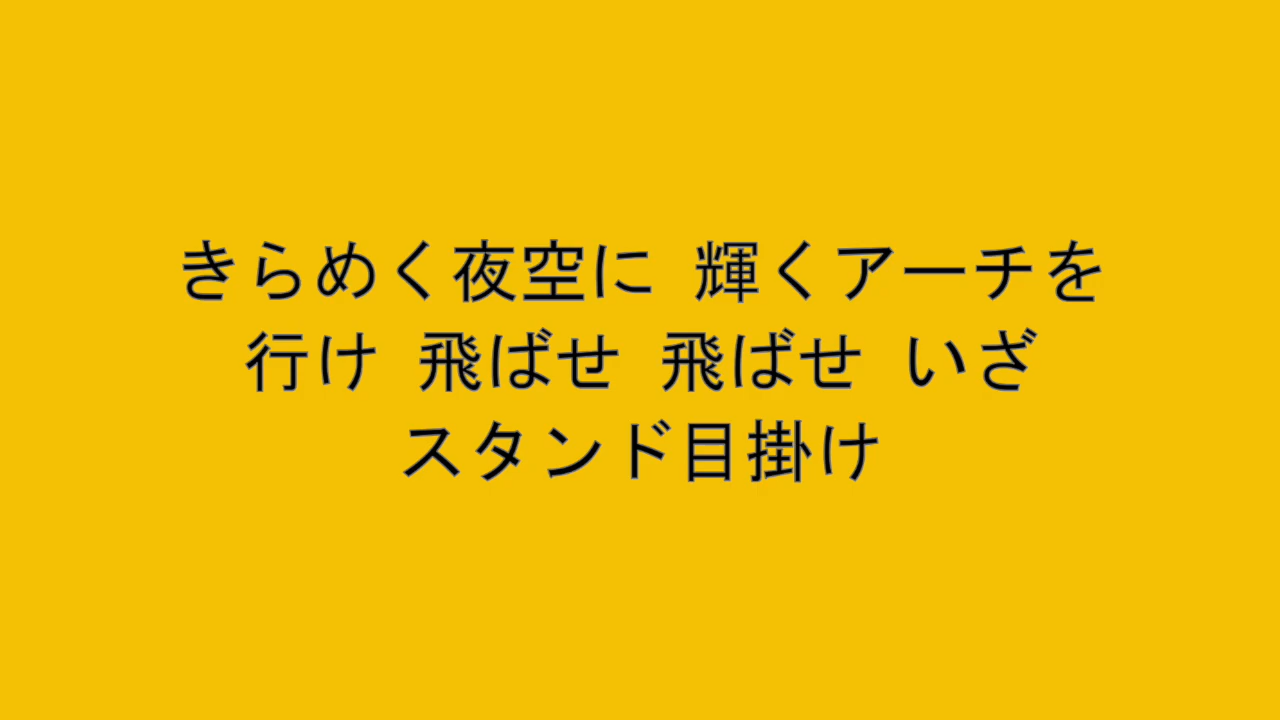 きらめく夜空に 輝くアーチを
行け 飛ばせ 飛ばせ いざ
スタンド目掛け